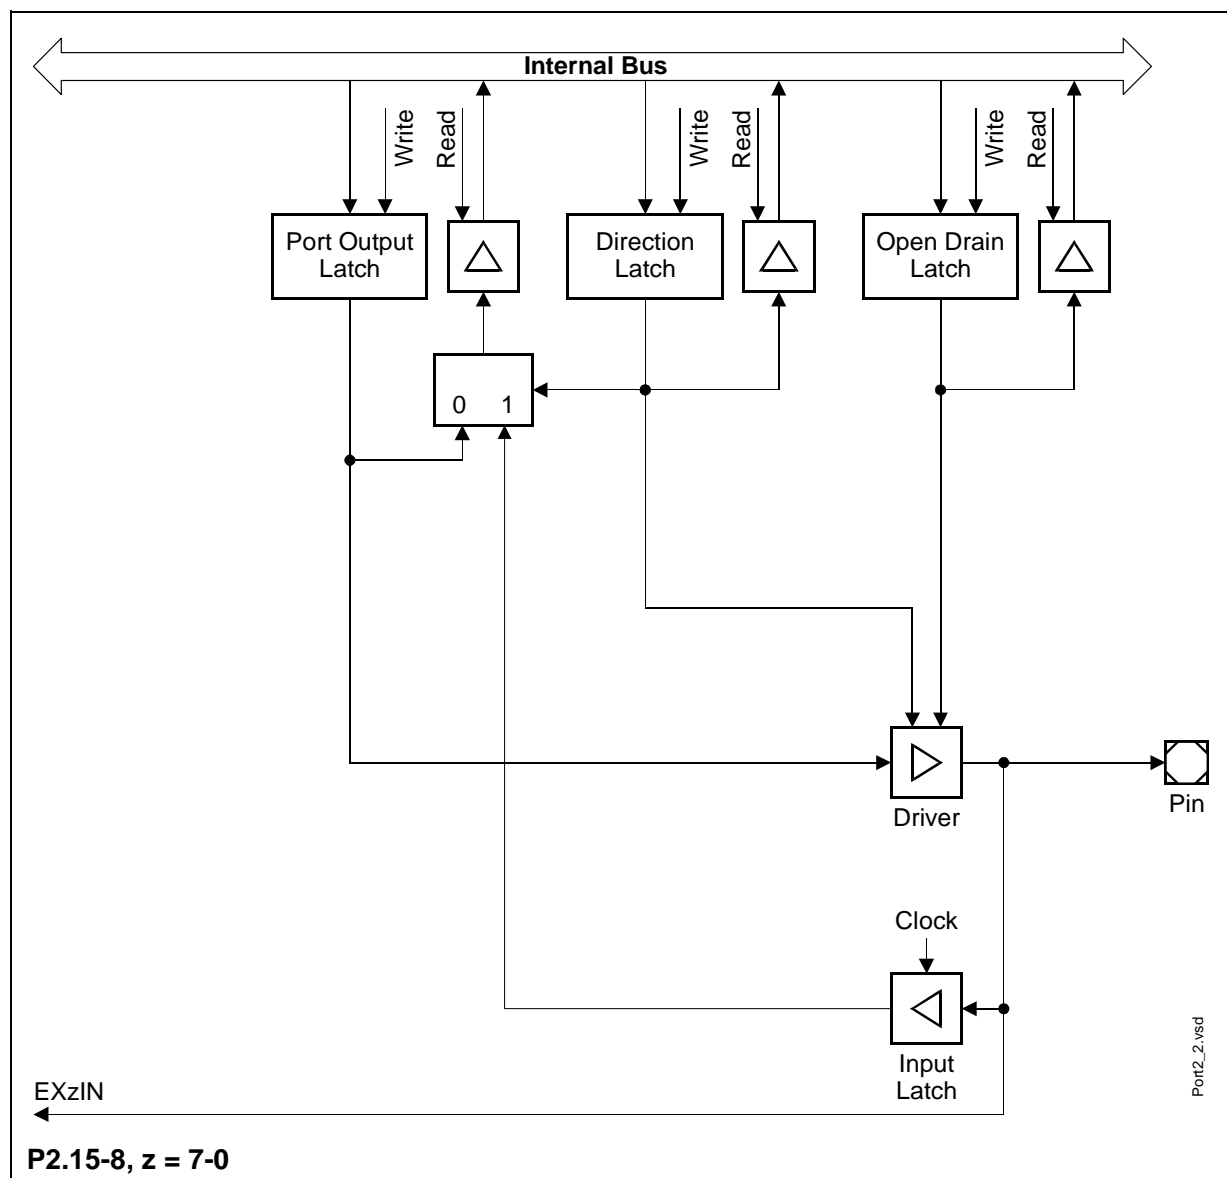 Internal Bus
Write
Read
Write
Read
Write
Read
Port Output
Latch
Direction
Latch
Open Drain
Latch
0 1
Driver
Pin
Clock
Input
Latch
EXzIN
Port2_2.vsd
P2.15-8, z = 7-0